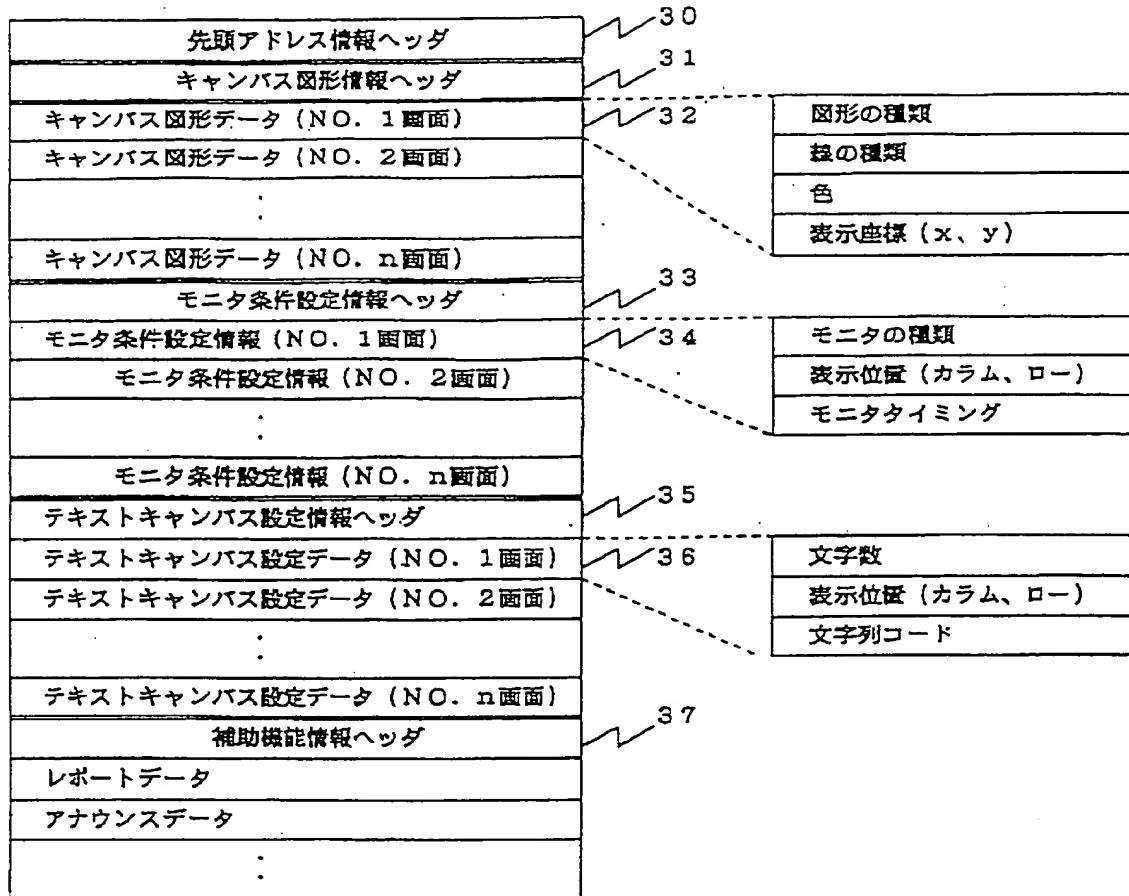 先頭アドレス情報ヘッダ
30
キャンバス図形情報ヘッダ
31
キャンバス図形データ (NO. 1画面)
32
キャンバス図形データ (NO. 2画面)
:
キャンバス図形データ (NO. n画面)
図形の種類
線の種類
色
表示座標 (x、y)
モニタ条件設定情報ヘッダ
33
モニタ条件設定情報 (NO. 1画面)
34
モニタ条件設定情報 (NO. 2画面)
:
モニタ条件設定情報 (NO. n画面)
モニタの種類
表示位置 (カラム、ロー)
モニタタイミング
テキストキャンバス設定情報ヘッダ
35
テキストキャンバス設定データ (NO. 1画面)
36
テキストキャンバス設定データ (NO. 2画面)
:
テキストキャンバス設定データ (NO. n画面)
文字数
表示位置 (カラム、ロー)
文字列コード
補助機能情報ヘッダ
37
レポートデータ
アナウンスデータ
: